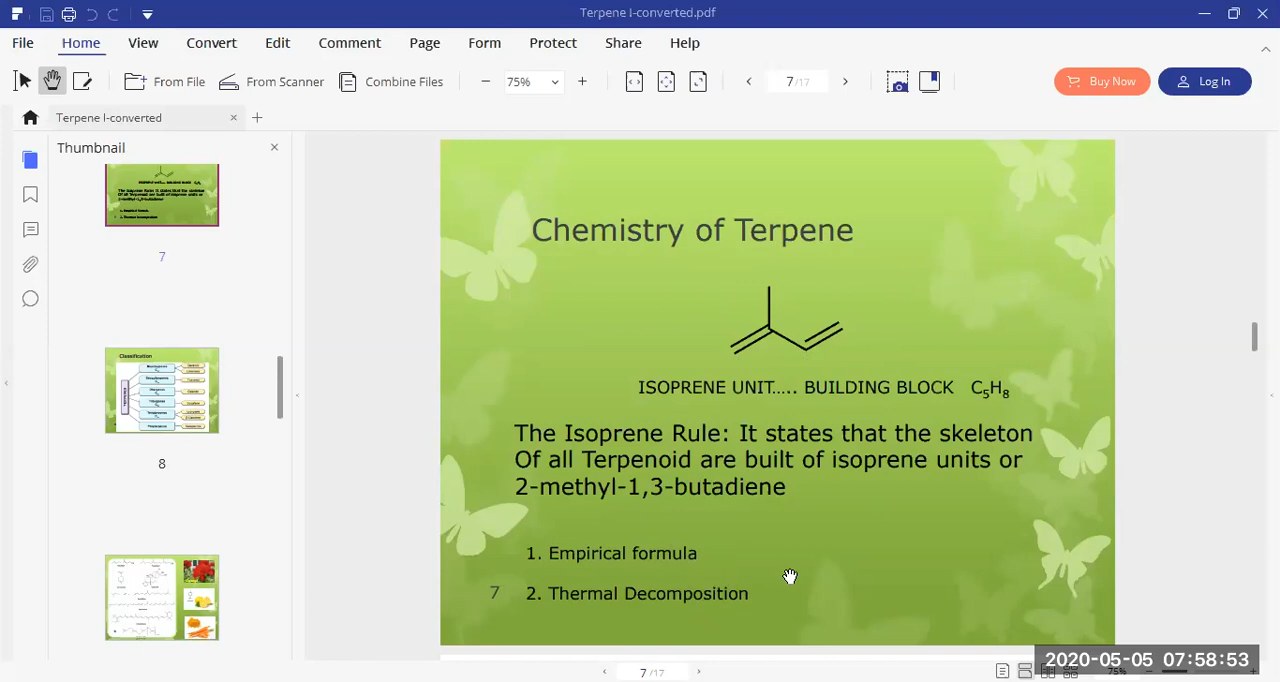 Terpene I-converted.pdf
File Home View Convert Edit Comment Page Form Protect Share Help
From File From Scanner Combine Files 75% 7/17 Buy Now Log In
Terpene I-converted
Thumbnail
7
Classification
8
Chemistry of Terpene
ISOPRENE UNIT..... BUILDING BLOCK C5H8
The Isoprene Rule: It states that the skeleton
Of all Terpenoid are built of isoprene units or
2-methyl-1,3-butadiene
1. Empirical formula
7 2. Thermal Decomposition
7/17
75%
2020-05-05 07:58:53